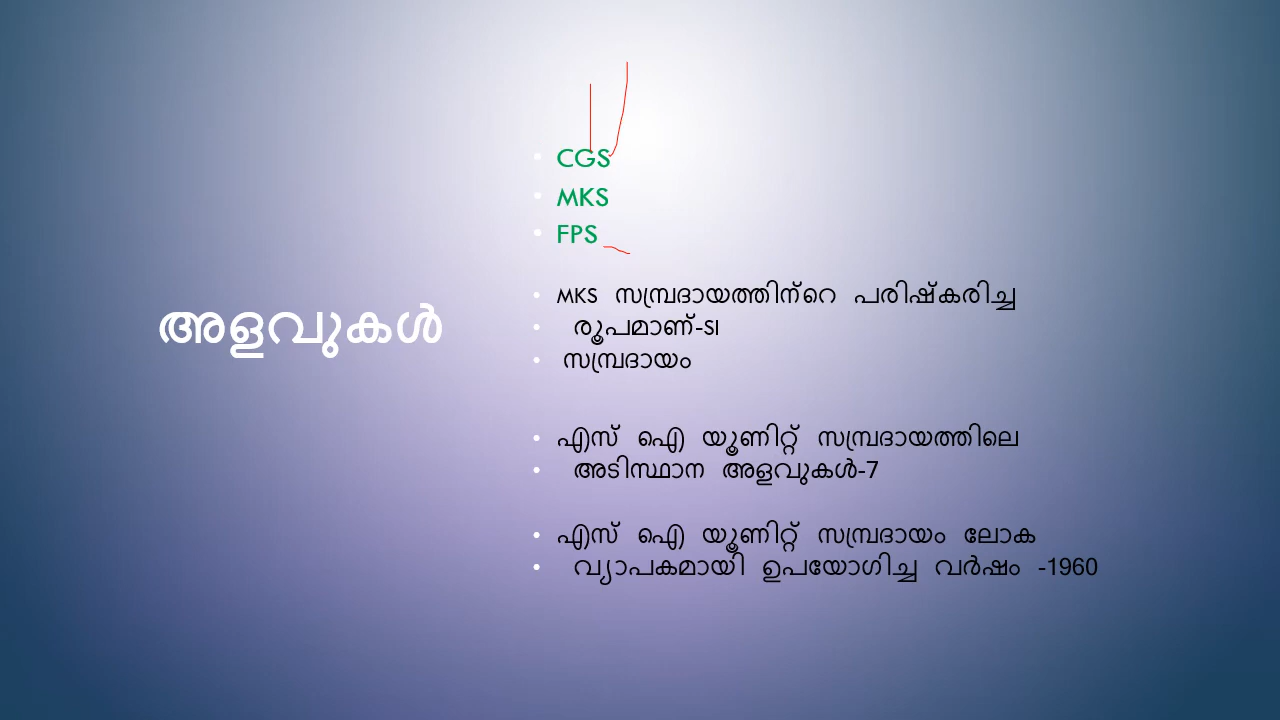 അളവുകൾ
CGS
MKS
FPS
MKS സമ്പ്രദായത്തിന്റെ പരിഷ്കരിച്ച
രൂപമാണ്-SI
സമ്പ്രദായം
എസ് ഐ യൂണിറ്റ് സമ്പ്രദായത്തിലെ
അടിസ്ഥാന അളവുകൾ-7
എസ് ഐ യൂണിറ്റ് സമ്പ്രദായം ലോക
വ്യാപകമായി ഉപയോഗിച്ച വർഷം -1960